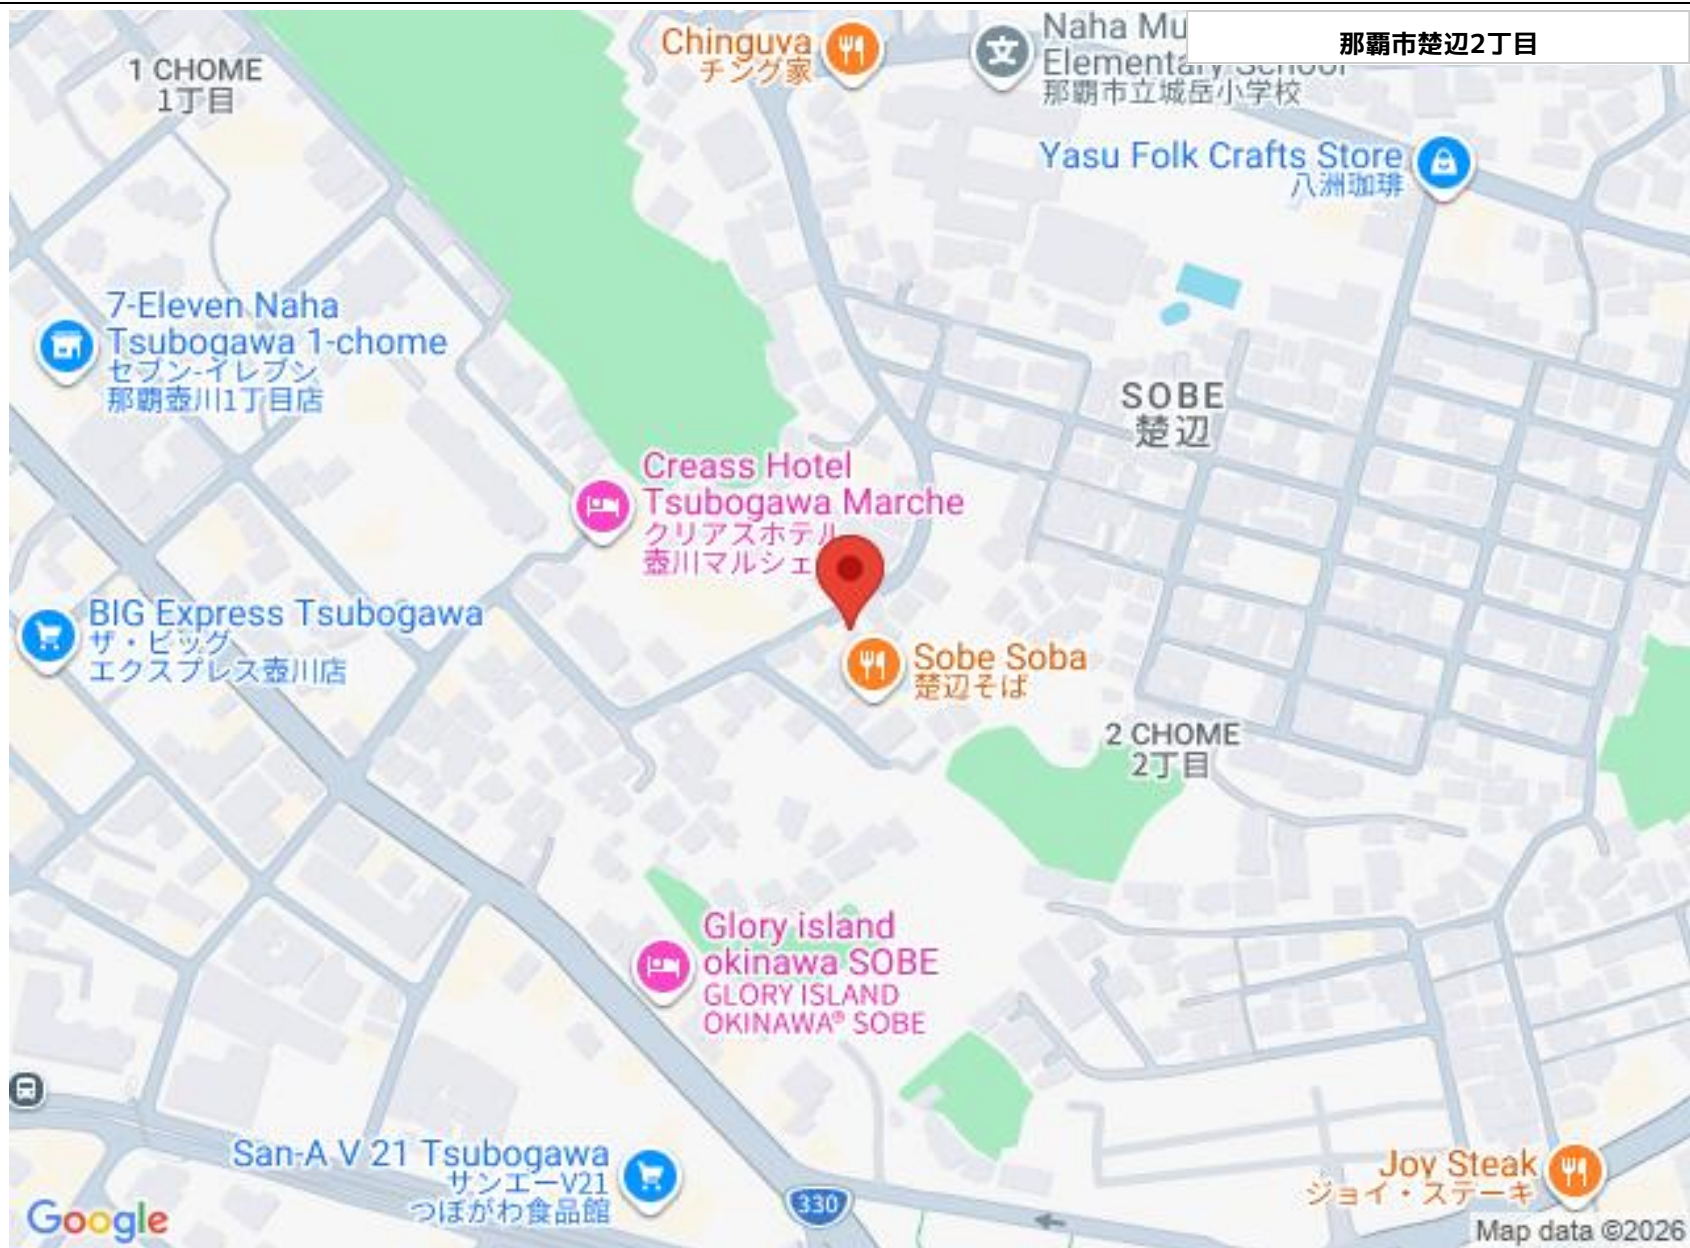 那覇市楚辺2丁目
Chinguya
チング家
Naha Mu
Elementary School
那覇市立城岳小学校
1 CHOME
1丁目
Yasu Folk Crafts Store
八洲珈琲
7-Eleven Naha
Tsubogawa 1-chome
セブン-イレブン
那覇壺川1丁目店
SOBE
楚辺
Creass Hotel
Tsubogawa Marche
クリアスホテル
壺川マルシェ
BIG Express Tsubogawa
ザ・ビッグ
エクスプレス壺川店
Sobe Soba
楚辺そば
2 CHOME
2丁目
Glory island
okinawa SOBE
GLORY ISLAND
OKINAWA® SOBE
San-A V 21 Tsubogawa
サンエーV21
つぼがわ食品館
330
Joy Steak
ジョイ・ステーキ
Google
Map data ©2026